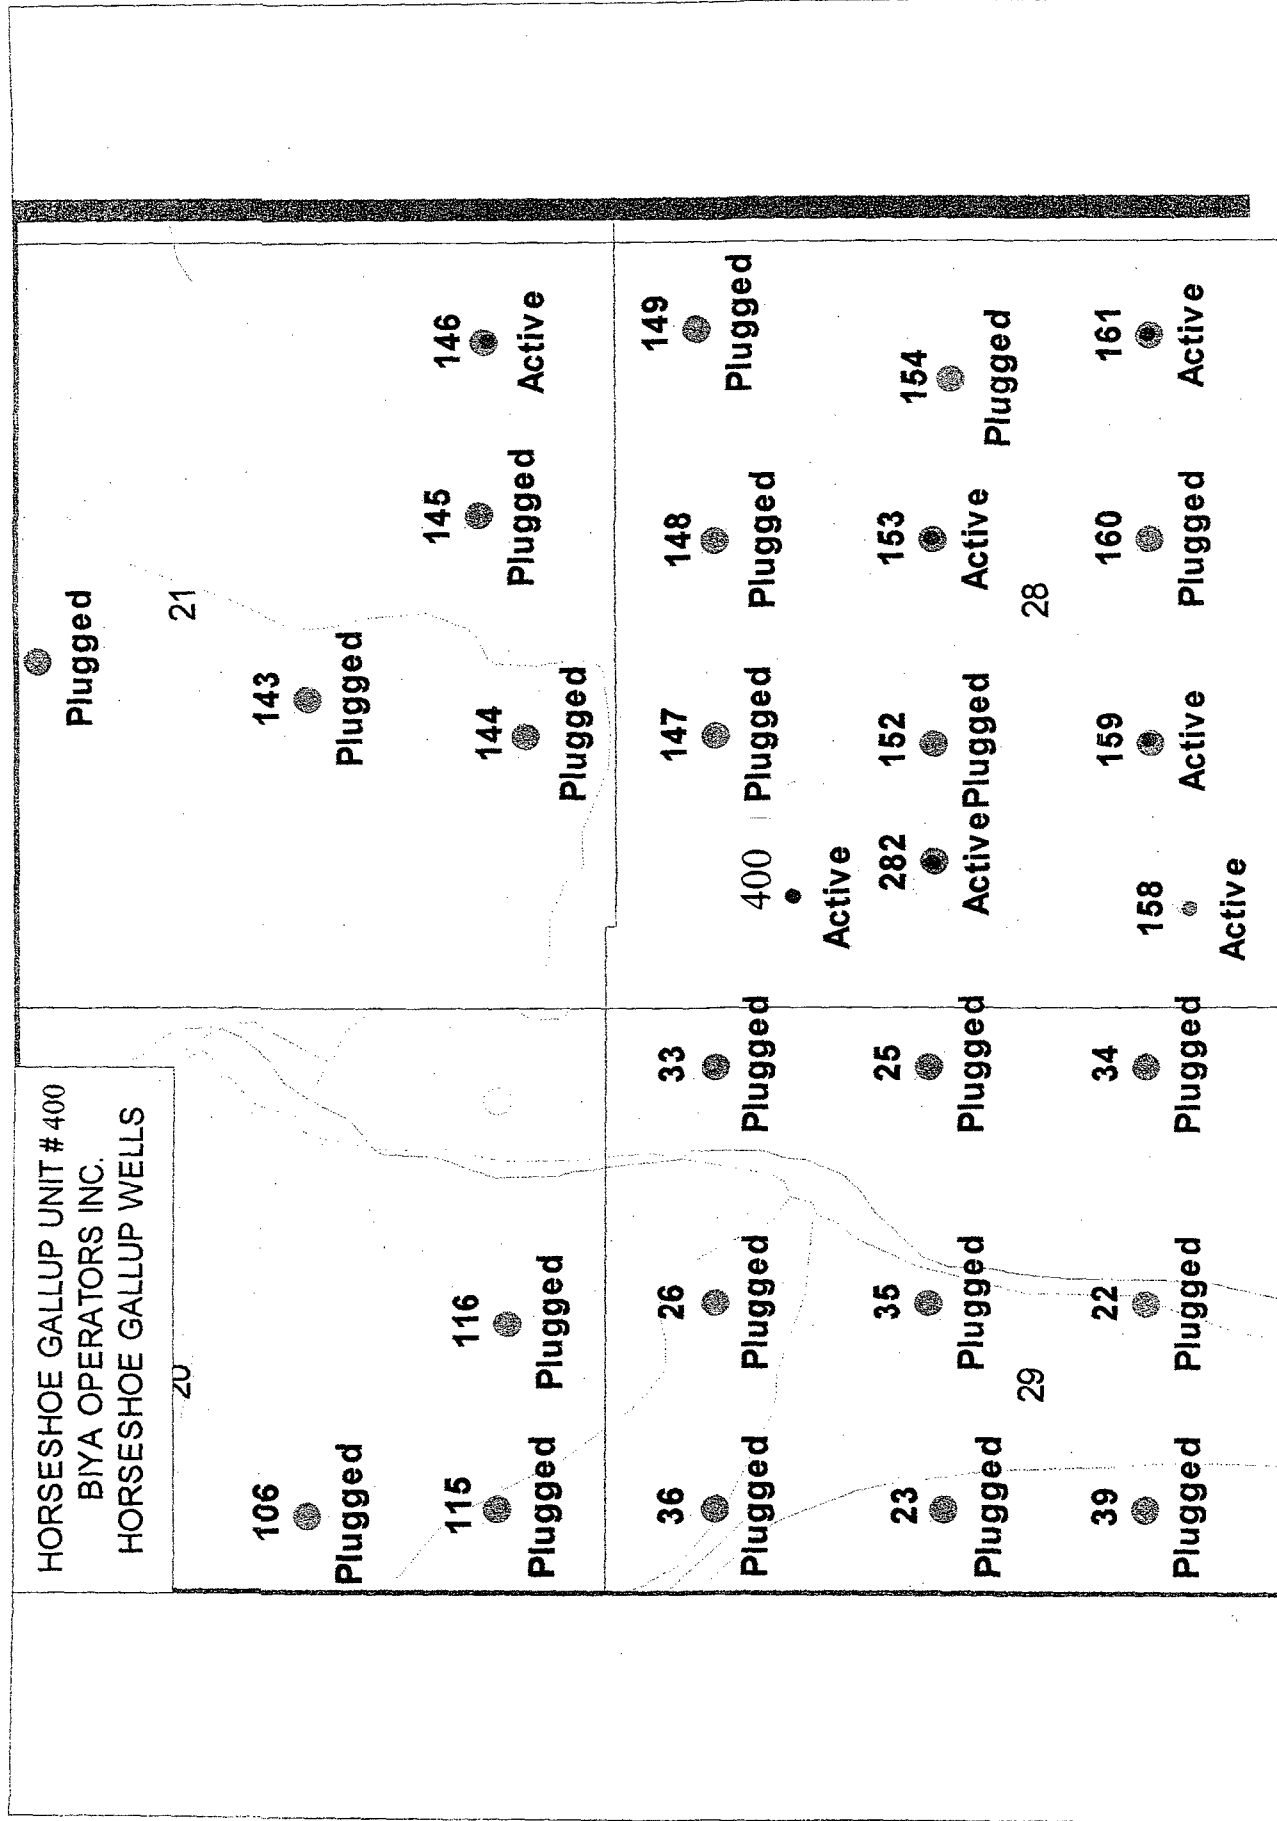 HORSESHOE GALLUP UNIT # 400
BIYA OPERATORS INC.
HORSESHOE GALLUP WELLS
Plugged
20
21
106
Plugged
143
Plugged
115
Plugged
116
Plugged
144
Plugged
145
Plugged
146
Active
36
Plugged
26
Plugged
33
Plugged
400
Active
147
Plugged
148
Plugged
149
Plugged
23
Plugged
35
Plugged
25
Plugged
282
Active
152
Plugged
153
Active
154
Plugged
29
28
39
Plugged
22
Plugged
34
Plugged
158
Active
159
Active
160
Plugged
161
Active